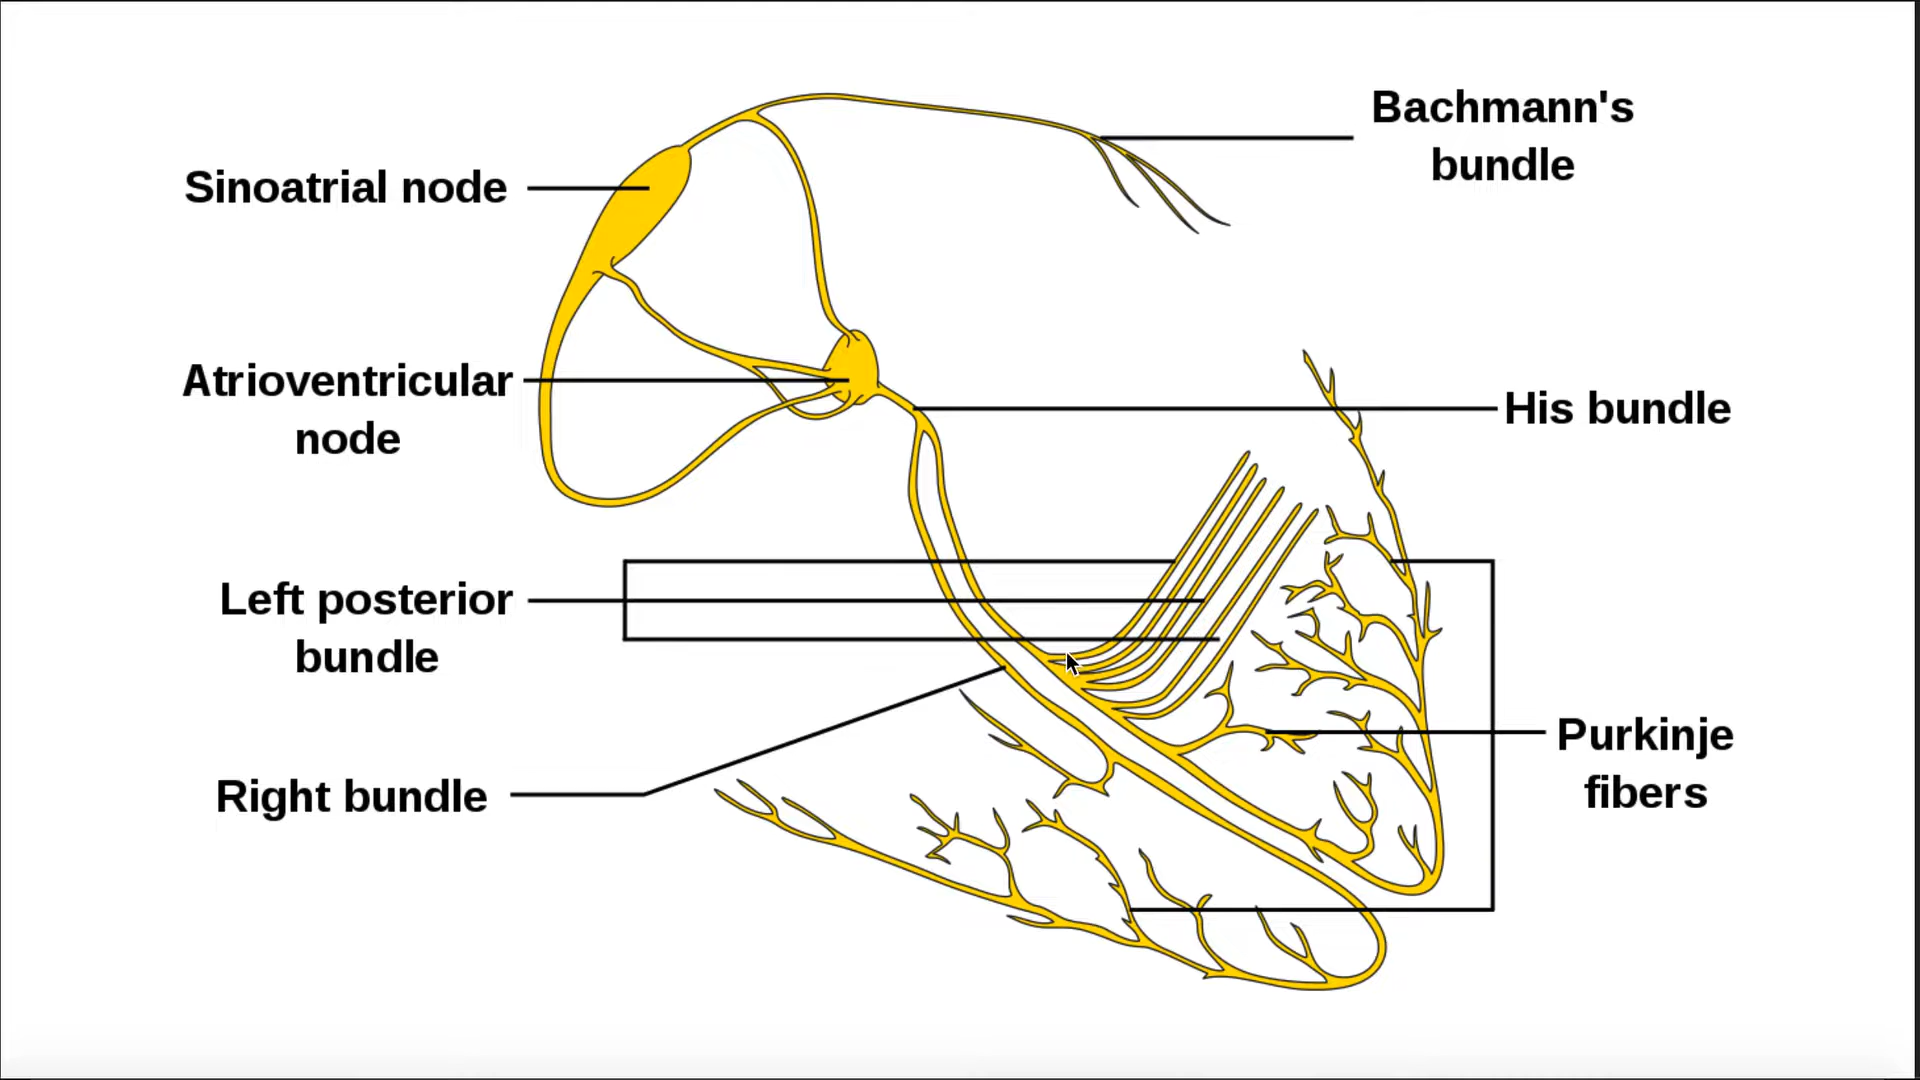 Bachmann's
bundle
Sinoatrial node
Atrioventricular
node
His bundle
Left posterior
bundle
Purkinje
fibers
Right bundle